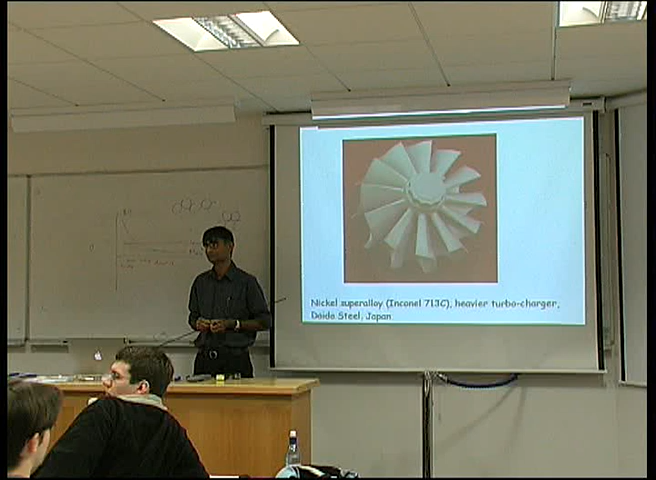 Nickel superalloy (Inconel 713C), heavier turbo-charger,
Daido Steel, Japan